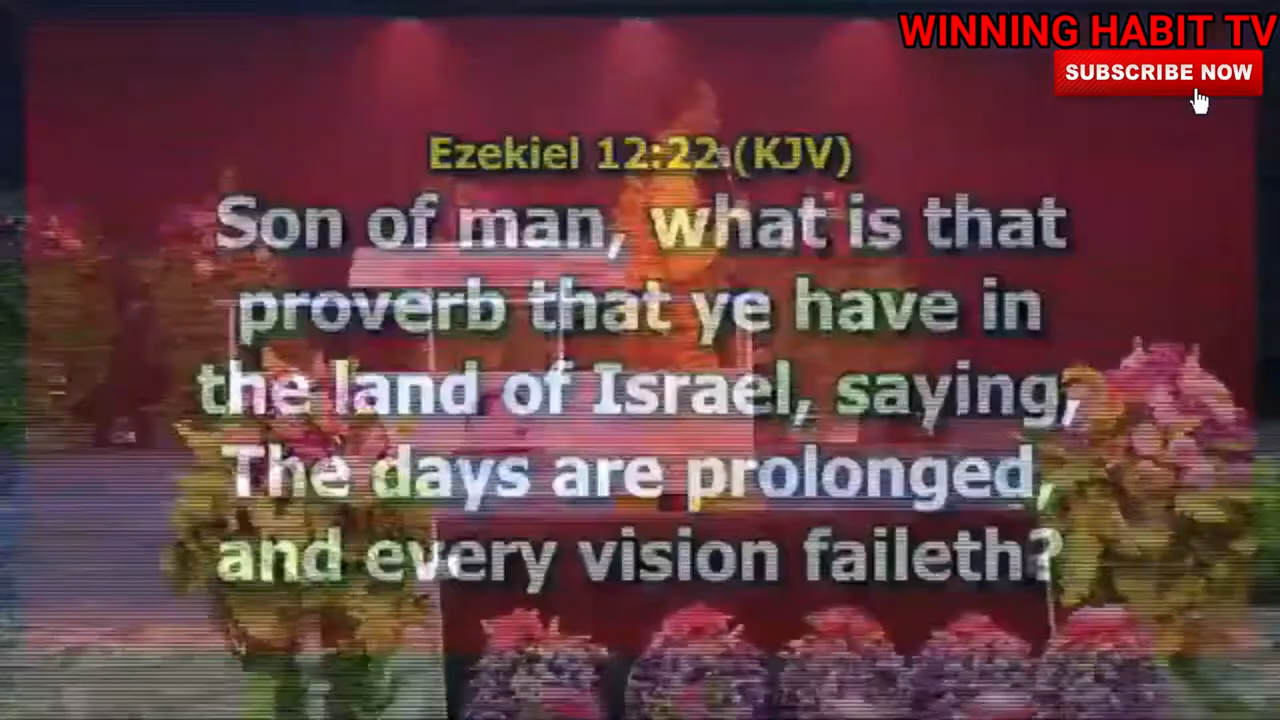 WINNING HABIT TV
SUBSCRIBE NOW
Ezekiel 12:22 (KJV)
Son of man, what is that
proverb that ye have in
the land of Israel, saying,
The days are prolonged,
and every vision faileth?